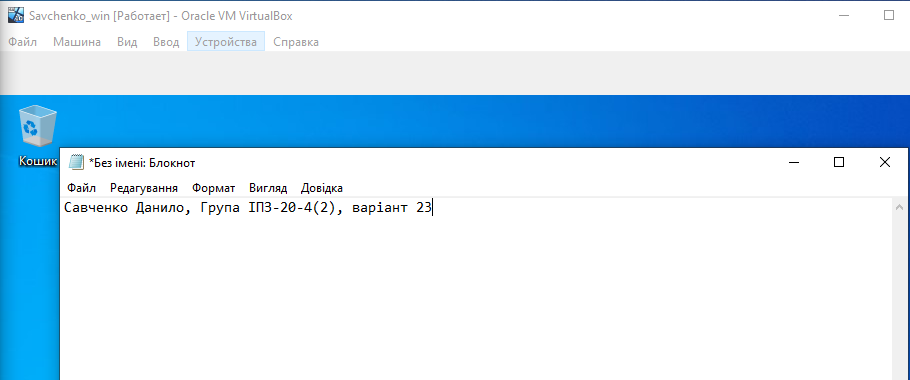 Savchenko_win [Работает] - Oracle VM VirtualBox
Файл Машина Вид Ввод Устройства Справка
Кошик
*Без імені: Блокнот
Файл Редагування Формат Вигляд Довідка
Савченко Данило, Група ІПЗ-20-4(2), варіант 23